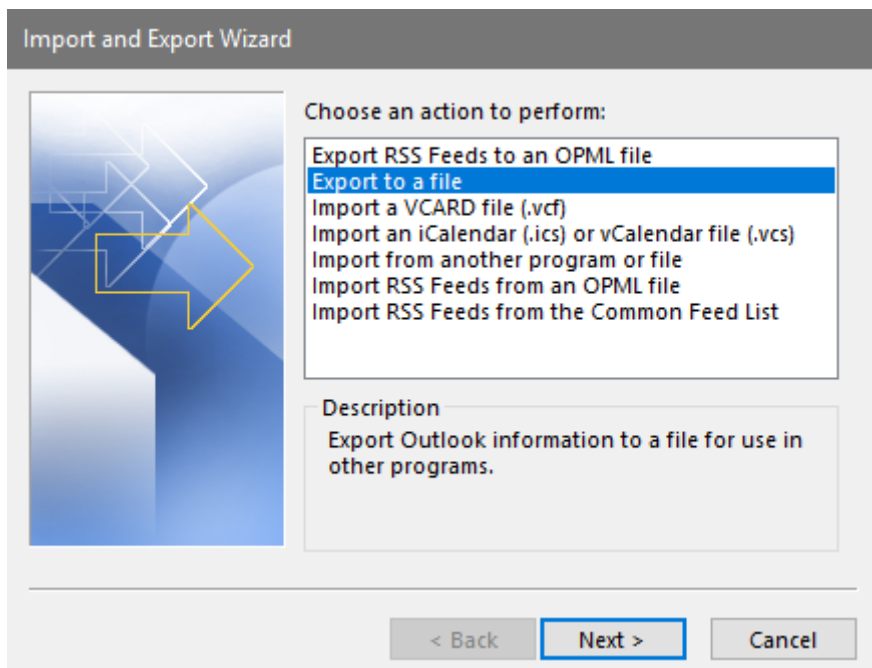 Import and Export Wizard
Choose an action to perform:
Export RSS Feeds to an OPML file
Export to a file
Import a VCARD file (.vcf)
Import an iCalendar (.ics) or vCalendar file (.vcs)
Import from another program or file
Import RSS Feeds from an OPML file
Import RSS Feeds from the Common Feed List
Description
Export Outlook information to a file for use in
other programs.
< Back
Next >
Cancel